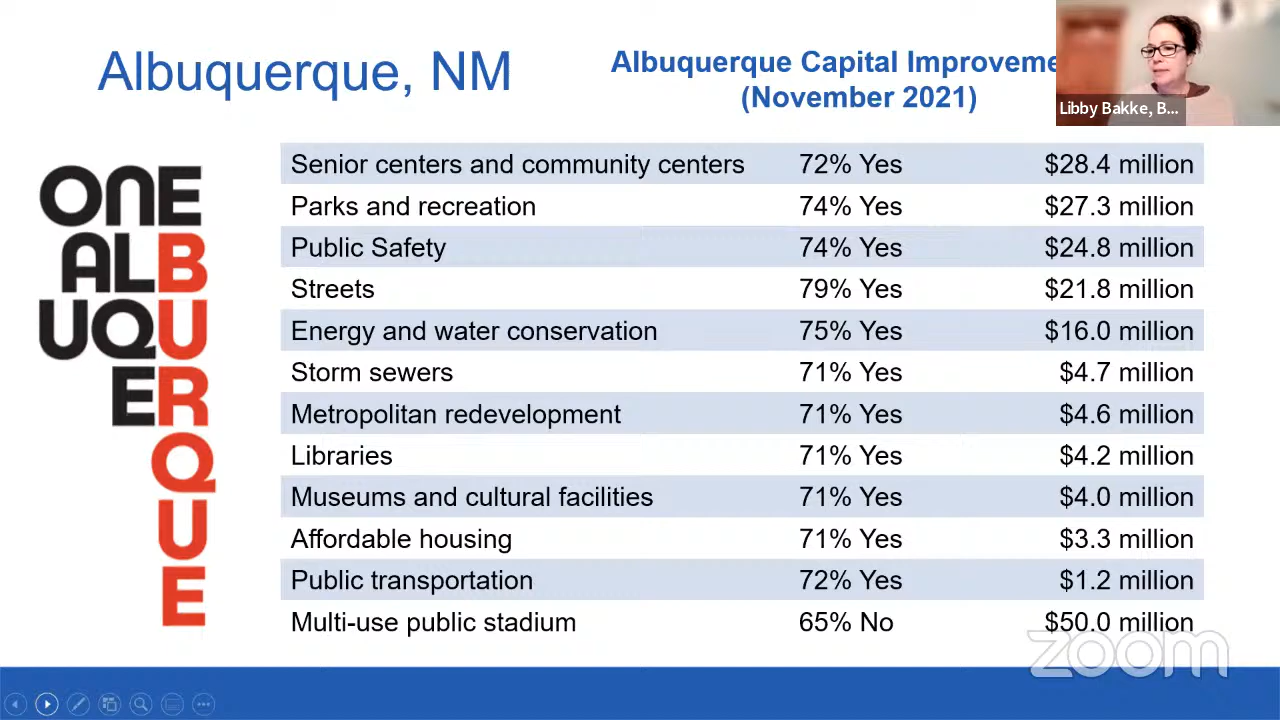 Albuquerque, NM
Albuquerque Capital Improveme
(November 2021)
Libby Bakke, B...
ONE
ALB
UQU
ER
Q
U
E
Senior centers and community centers 72% Yes $28.4 million
Parks and recreation 74% Yes $27.3 million
Public Safety 74% Yes $24.8 million
Streets 79% Yes $21.8 million
Energy and water conservation 75% Yes $16.0 million
Storm sewers 71% Yes $4.7 million
Metropolitan redevelopment 71% Yes $4.6 million
Libraries 71% Yes $4.2 million
Museums and cultural facilities 71% Yes $4.0 million
Affordable housing 71% Yes $3.3 million
Public transportation 72% Yes $1.2 million
Multi-use public stadium 65% No $50.0 million
zoom